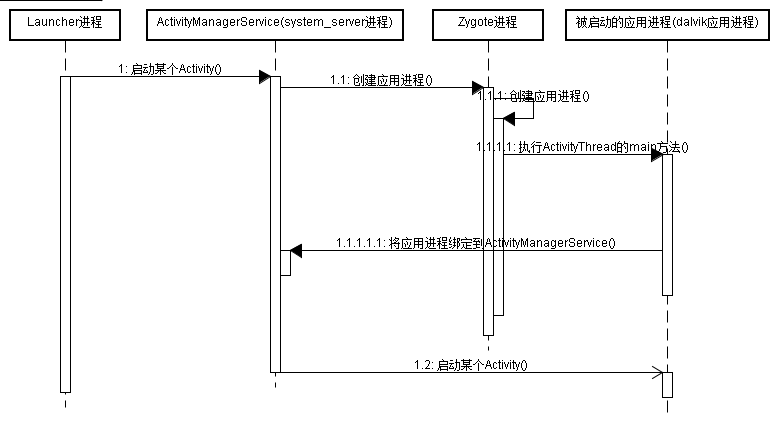 Launcher进程
ActivityManagerService(system_server进程)
Zygote进程
被启动的应用进程(dalvik应用进程)
1: 启动某个Activity()
1.1: 创建应用进程()
1.1.1: 创建应用进程()
1.1.1.1: 执行ActivityThread的main方法()
1.1.1.1.1: 将应用进程绑定到ActivityManagerService()
1.2: 启动某个Activity()